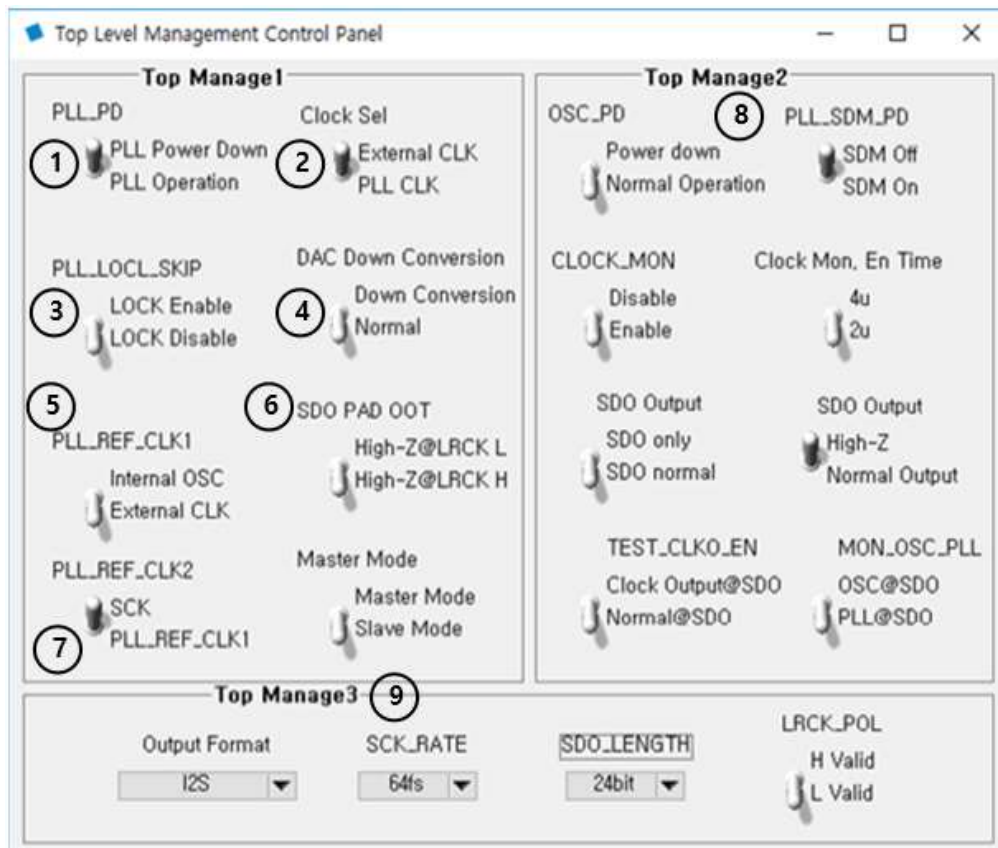 Top Level Management Control Panel
Top Manage1
PLL_PD
1
PLL Power Down
PLL Operation
Clock Sel
2
External CLK
PLL CLK
PLL_LOCL_SKIP
3
LOCK Enable
LOCK Disable
DAC Down Conversion
4
Down Conversion
Normal
5
PLL_REF_CLK1
Internal OSC
External CLK
6
SDO PAD OOT
High-Z@LRCK L
High-Z@LRCK H
PLL_REF_CLK2
SCK
7
PLL_REF_CLK1
Master Mode
Master Mode
Slave Mode
Top Manage2
8
OSC_PD
Power down
Normal Operation
PLL_SDM_PD
SDM Off
SDM On
CLOCK_MON
Disable
Enable
Clock Mon, En Time
4u
2u
SDO Output
SDO only
SDO normal
SDO Output
High-Z
Normal Output
TEST_CLKO_EN
Clock Output@SDO
Normal@SDO
MON_OSC_PLL
OSC@SDO
PLL@SDO
Top Manage3
9
Output Format
I2S
SCK_RATE
64fs
SDO_LENGTH
24bit
LRCK_POL
H Valid
L Valid